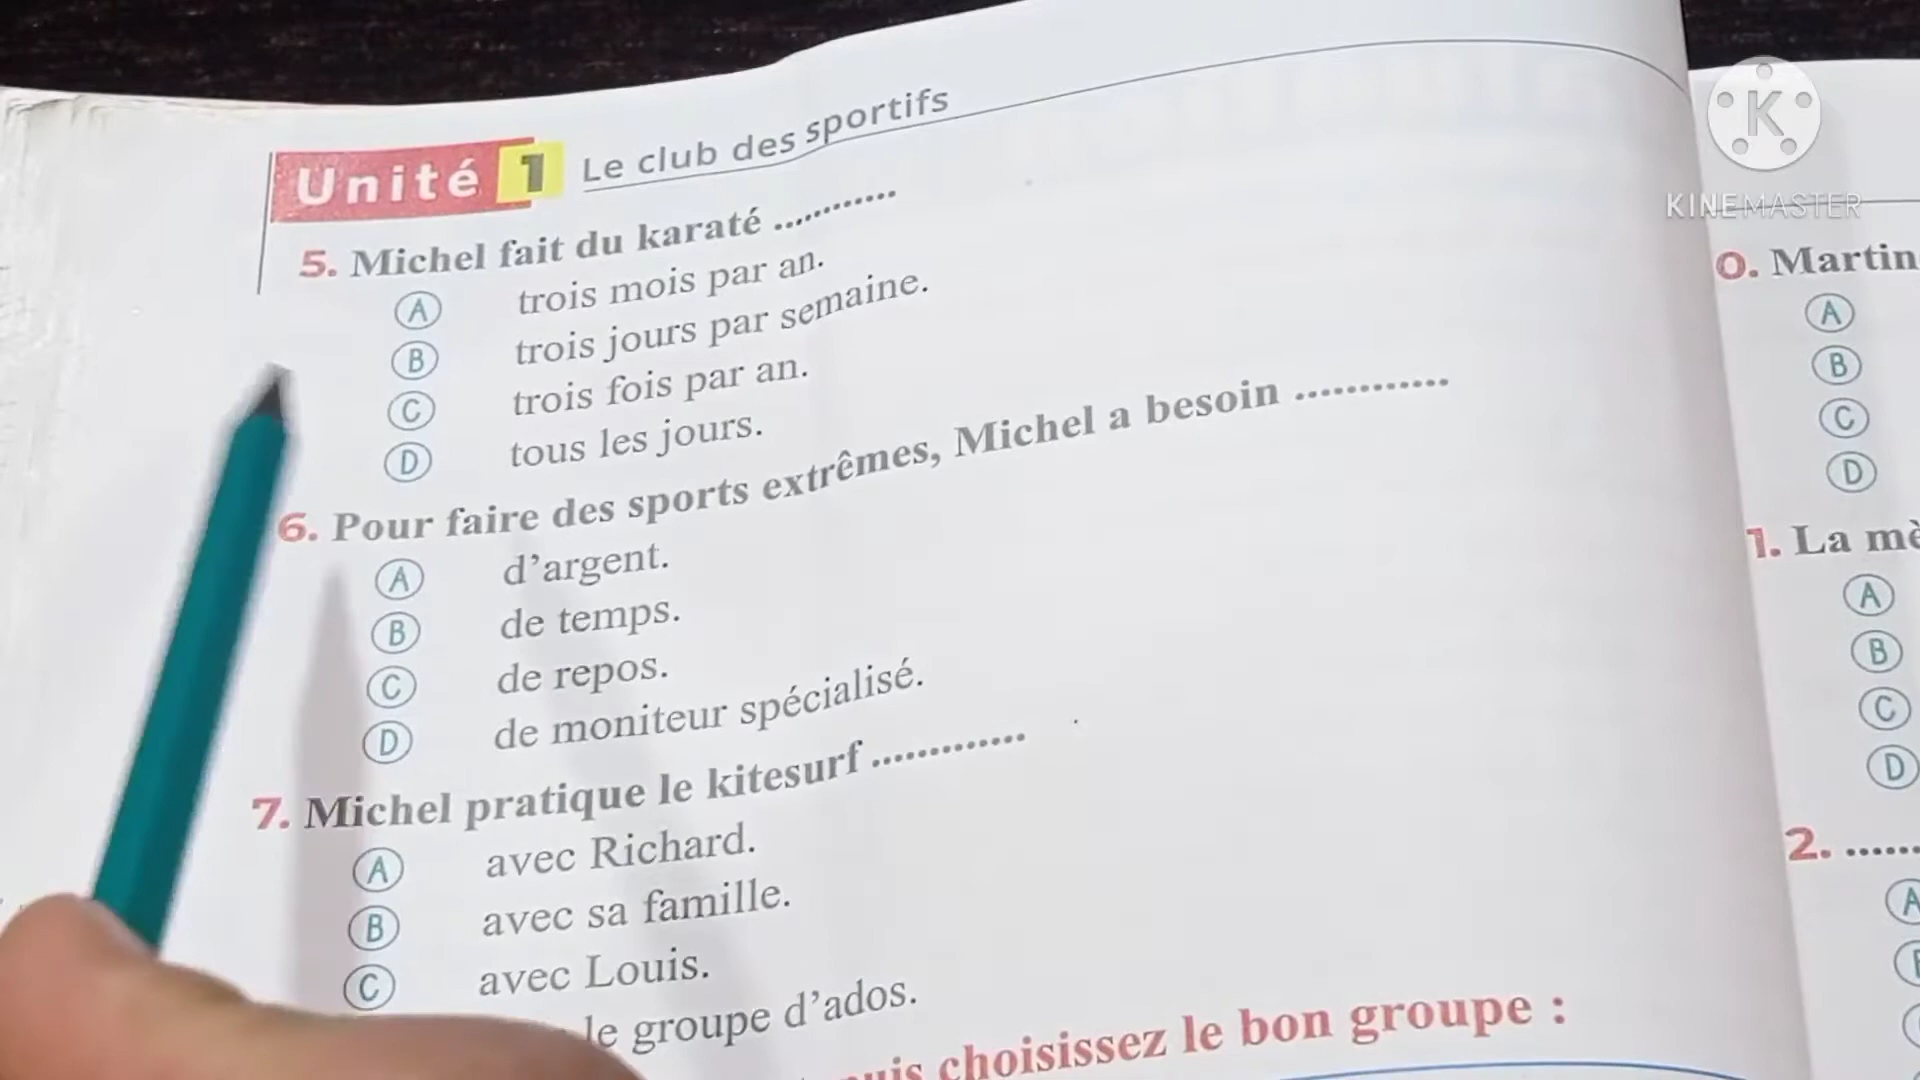 Unité 1 Le club des sportifs
5. Michel fait du karaté ............
A trois mois par an.
B trois jours par semaine.
C trois fois par an.
D tous les jours.
6. Pour faire des sports extrêmes, Michel a besoin ............
A d’argent.
B de temps.
C de repos.
D de moniteur spécialisé.
7. Michel pratique le kitesurf .............
A avec Richard.
B avec sa famille.
C avec Louis.
le groupe d’ados.
choisissez le bon groupe :
K
KINEMASTER
0. Martin
A
B
C
D
1. La
A
B
C
D
2. ......
A